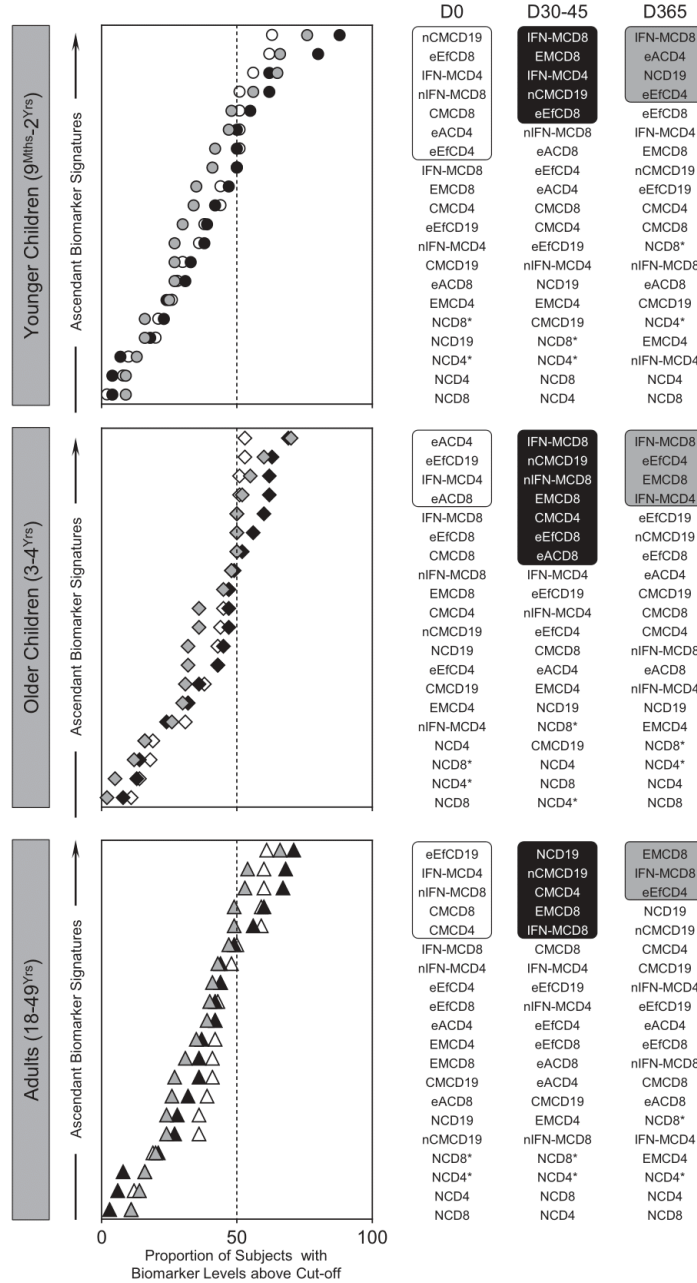 D0 D30-45 D365
Younger Children (9Mths-2Yrs)
Ascendant Biomarker Signatures
nCMCD19 IFN-MCD8 IFN-MCD8
eEfCD8 EMCD8 eACD4
IFN-MCD4 IFN-MCD4 NCD19
nIFN-MCD8 nCMCD19 eEfCD4
CMCD8 eEfCD8 eEfCD8
eACD4 nIFN-MCD8 IFN-MCD4
eEfCD4 eACD8 EMCD8
IFN-MCD8 eEfCD4 nCMCD19
EMCD8 eACD4 eEfCD19
CMCD4 CMCD8 CMCD4
eEfCD19 CMCD4 CMCD8
nIFN-MCD4 eEfCD19 NCD8*
CMCD19 nIFN-MCD4 nIFN-MCD8
eACD8 NCD19 eACD8
EMCD4 EMCD4 CMCD19
NCD8* CMCD19 NCD4*
NCD19 NCD8* EMCD4
NCD4* NCD4* nIFN-MCD4
NCD4 NCD8 NCD4
NCD8 NCD4 NCD8
Older Children (3-4Yrs)
Ascendant Biomarker Signatures
eACD4 IFN-MCD8 IFN-MCD8
eEfCD19 nCMCD19 eEfCD4
IFN-MCD4 nIFN-MCD8 EMCD8
eACD8 EMCD8 IFN-MCD4
IFN-MCD8 CMCD4 eEfCD19
eEfCD8 eEfCD8 nCMCD19
CMCD8 eACD8 eEfCD8
nIFN-MCD8 IFN-MCD4 eACD4
EMCD8 eEfCD19 CMCD19
CMCD4 nIFN-MCD4 CMCD8
nCMCD19 eEfCD4 CMCD4
NCD19 CMCD8 nIFN-MCD8
eEfCD4 eACD4 eACD8
CMCD19 EMCD4 nIFN-MCD4
EMCD4 NCD19 NCD19
nIFN-MCD4 NCD8* EMCD4
NCD4 CMCD19 NCD8*
NCD8* NCD4 NCD4*
NCD4* NCD8 NCD4
NCD8 NCD4* NCD8
Adults (18-49Yrs)
Ascendant Biomarker Signatures
eEfCD19 NCD19 EMCD8
IFN-MCD4 nCMCD19 IFN-MCD8
nIFN-MCD8 CMCD4 eEfCD4
CMCD8 EMCD8 NCD19
CMCD4 IFN-MCD8 nCMCD19
IFN-MCD8 CMCD8 CMCD4
nIFN-MCD4 IFN-MCD4 CMCD19
eEfCD4 eEfCD19 nIFN-MCD4
eEfCD8 nIFN-MCD4 eEfCD19
eACD4 eEfCD4 eACD4
EMCD4 eEfCD8 eEfCD8
EMCD8 eACD8 nIFN-MCD8
CMCD19 eACD4 CMCD8
eACD8 CMCD19 eACD8
NCD19 EMCD4 NCD8*
nCMCD19 nIFN-MCD8 IFN-MCD4
NCD8* NCD8* EMCD4
NCD4* NCD4* NCD4*
NCD4 NCD8 NCD4
NCD8 NCD4 NCD8
0 50 100
Proportion of Subjects with
Biomarker Levels above Cut-off